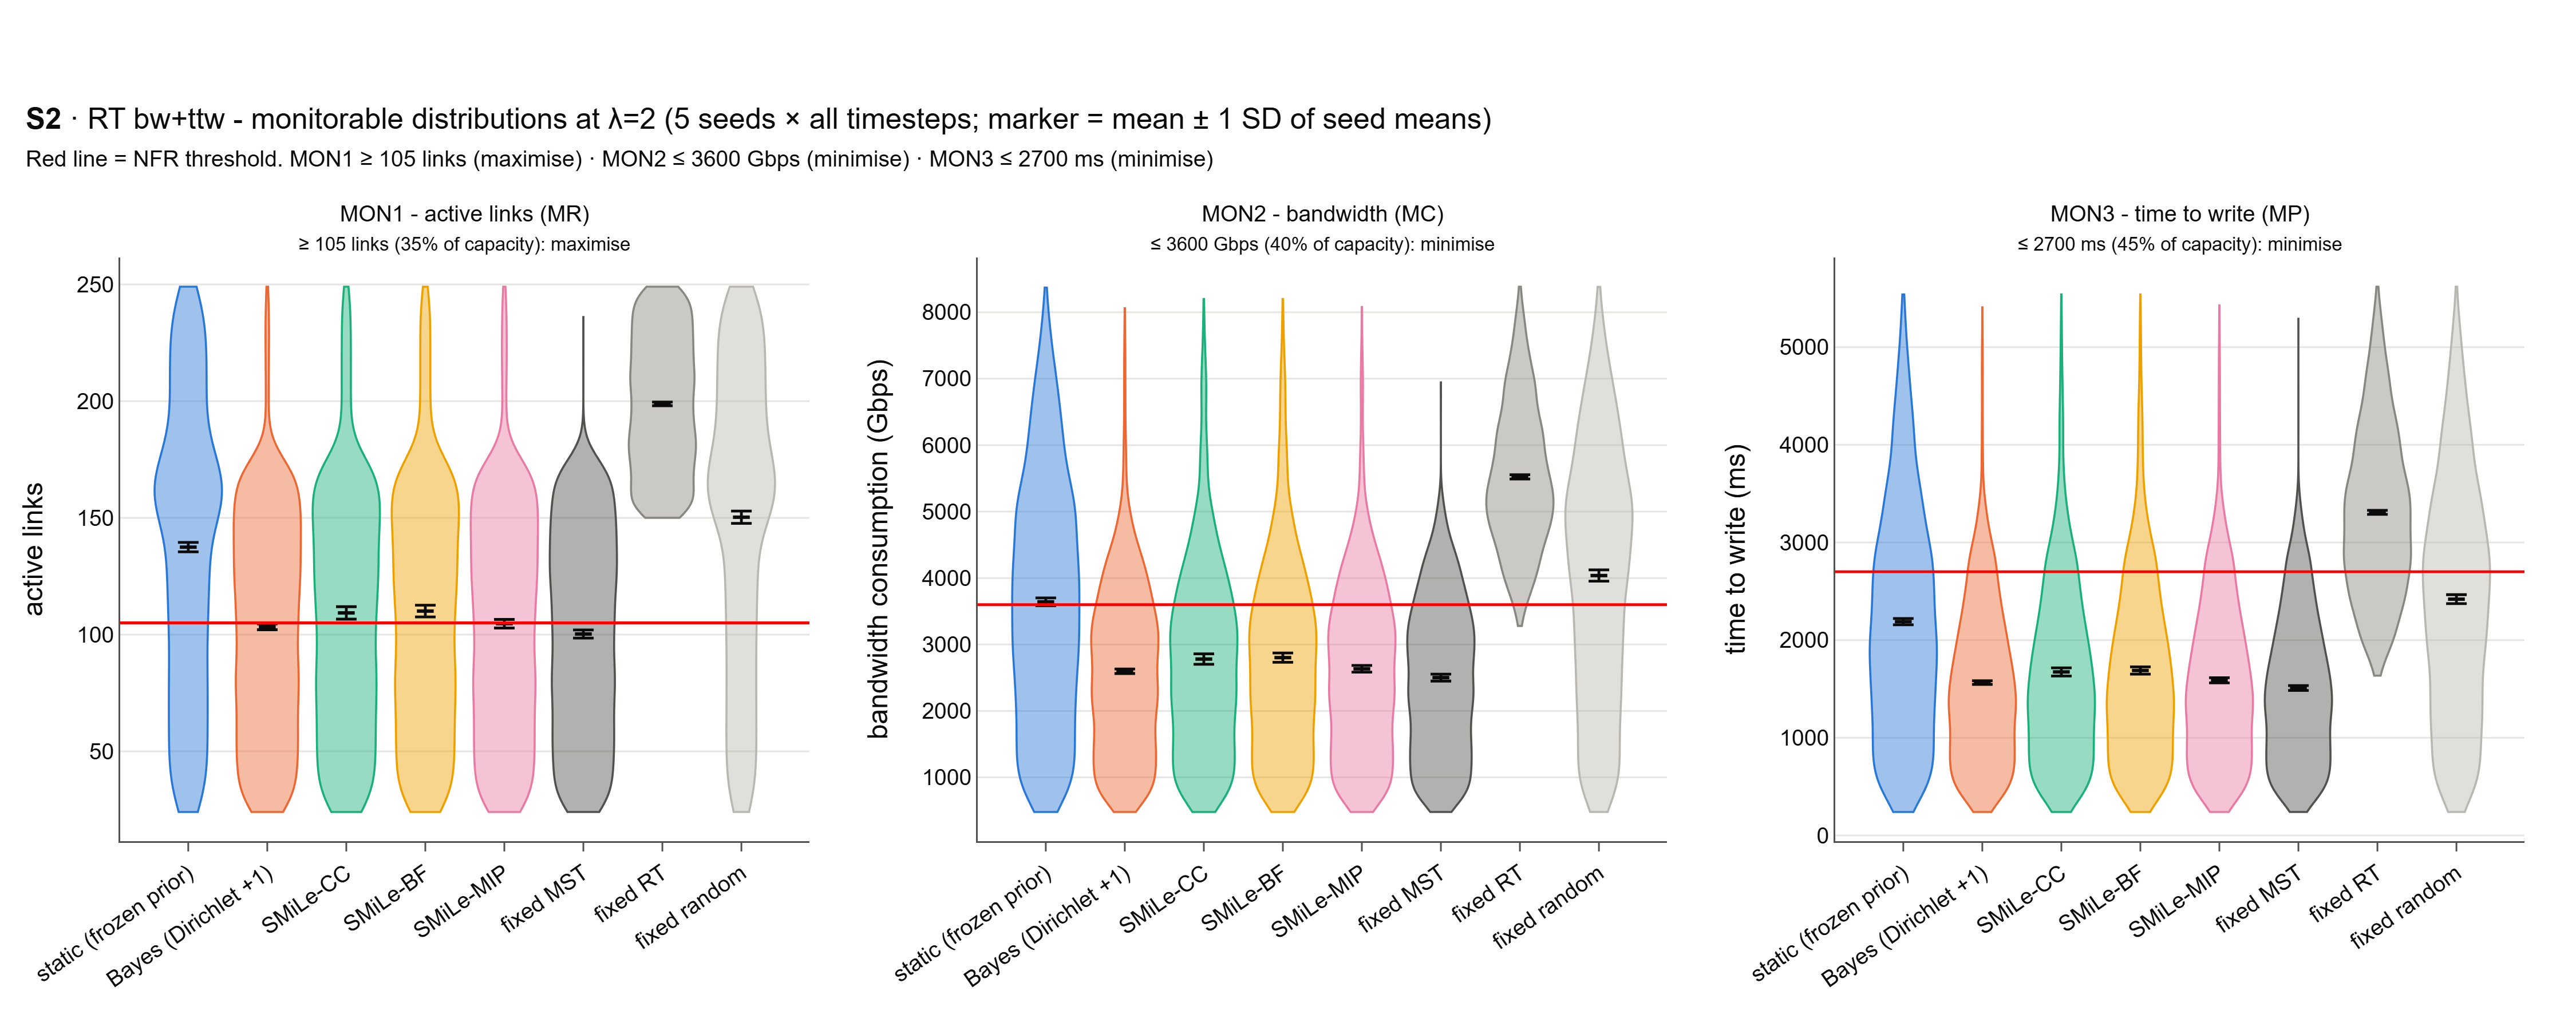 S2 · RT bw+ttw - monitorable distributions at λ=2 (5 seeds × all timesteps; marker = mean ± 1 SD of seed means)
Red line = NFR threshold. MON1 ≥ 105 links (maximise) · MON2 ≤ 3600 Gbps (minimise) · MON3 ≤ 2700 ms (minimise)
MON1 - active links (MR)
≥ 105 links (35% of capacity): maximise
active links
250
200
150
100
50
static (frozen prior)
Bayes (Dirichlet +1)
SMiLe-CC
SMiLe-BF
SMiLe-MIP
fixed MST
fixed RT
fixed random
MON2 - bandwidth (MC)
≤ 3600 Gbps (40% of capacity): minimise
bandwidth consumption (Gbps)
8000
7000
6000
5000
4000
3000
2000
1000
static (frozen prior)
Bayes (Dirichlet +1)
SMiLe-CC
SMiLe-BF
SMiLe-MIP
fixed MST
fixed RT
fixed random
MON3 - time to write (MP)
≤ 2700 ms (45% of capacity): minimise
time to write (ms)
5000
4000
3000
2000
1000
0
static (frozen prior)
Bayes (Dirichlet +1)
SMiLe-CC
SMiLe-BF
SMiLe-MIP
fixed MST
fixed RT
fixed random